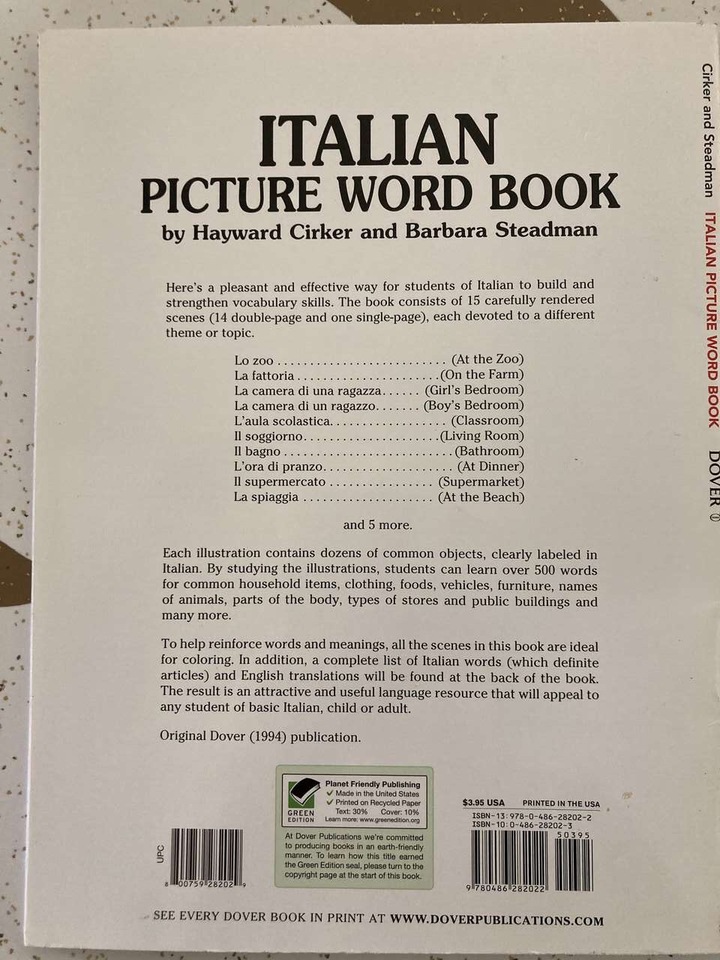 ITALIAN
PICTURE WORD BOOK
by Hayward Cirker and Barbara Steadman
Here's a pleasant and effective way for students of Italian to build and
strengthen vocabulary skills. The book consists of 15 carefully rendered
scenes (14 double-page and one single-page), each devoted to a different
theme or topic.
Lo zoo .......................... (At the Zoo)
La fattoria ......................(On the Farm)
La camera di una ragazza...... (Girl's Bedroom)
La camera di un ragazzo....... (Boy's Bedroom)
L'aula scolastica.................. (Classroom)
Il soggiorno.....................(Living Room)
Il bagno ..........................(Bathroom)
L'ora di pranzo.................... (At Dinner)
Il supermercato ................ (Supermarket)
La spiaggia .................... (At the Beach)
and 5 more.
Each illustration contains dozens of common objects, clearly labeled in
Italian. By studying the illustrations, students can learn over 500 words
for common household items, clothing, foods, vehicles, furniture, names
of animals, parts of the body, types of stores and public buildings and
many more.
To help reinforce words and meanings, all the scenes in this book are ideal
for coloring. In addition, a complete list of Italian words (which definite
articles) and English translations will be found at the back of the book.
The result is an attractive and useful language resource that will appeal to
any student of basic Italian, child or adult.
Original Dover (1994) publication.
GREEN
EDITION
Planet Friendly Publishing
✓ Made in the United States
✓ Printed on Recycled Paper
Text: 30% Cover: 10%
Learn more: www.greenedition.org
At Dover Publications we're committed
to producing books in an earth-friendly
manner. To learn how this title earned
the Green Edition seal, please turn to the
copyright page at the start of this book.
UPC
8 00759 28202 9
$3.95 USA PRINTED IN THE USA
ISBN-13: 978-0-486-28202-2
ISBN-10: 0-486-28202-3
50395
9 780486 282022
SEE EVERY DOVER BOOK IN PRINT AT WWW.DOVERPUBLICATIONS.COM
Cirker and Steadman ITALIAN PICTURE WORD BOOK DOVER